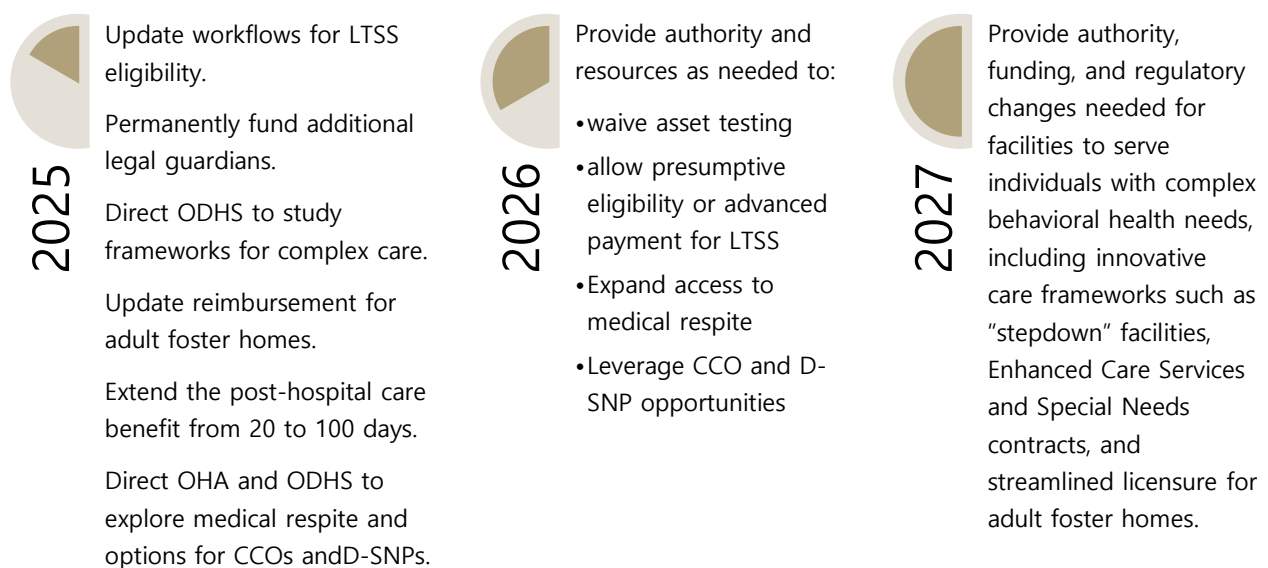 2025
Update workflows for LTSS
eligibility.
Permanently fund additional
legal guardians.
Direct ODHS to study
frameworks for complex care.
Update reimbursement for
adult foster homes.
Extend the post-hospital care
benefit from 20 to 100 days.
Direct OHA and ODHS to
explore medical respite and
options for CCOs andD-SNPs.
2026
Provide authority and
resources as needed to:
•waive asset testing
•allow presumptive
eligibility or advanced
payment for LTSS
•Expand access to
medical respite
•Leverage CCO and D-
SNP opportunities
2027
Provide authority,
funding, and regulatory
changes needed for
facilities to serve
individuals with complex
behavioral health needs,
including innovative
care frameworks such as
“stepdown” facilities,
Enhanced Care Services
and Special Needs
contracts, and
streamlined licensure for
adult foster homes.